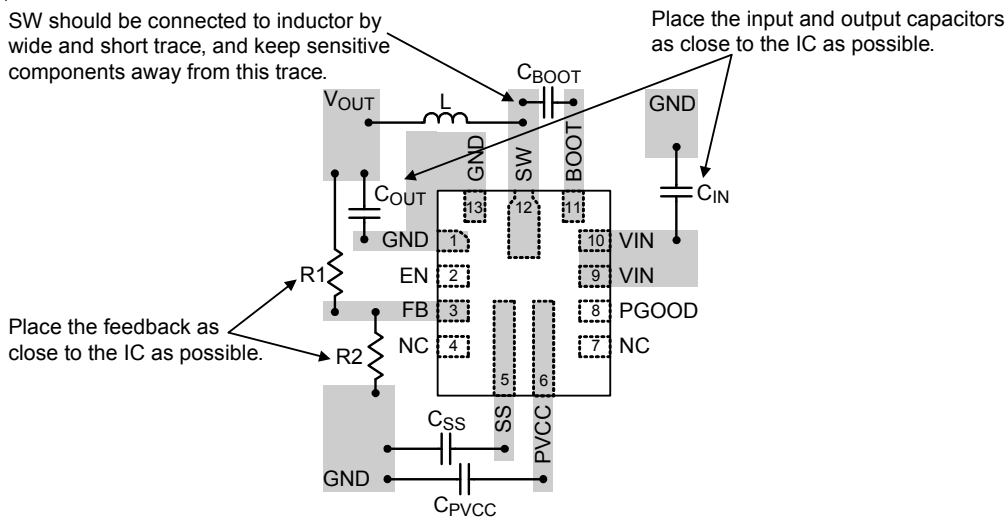 SW should be connected to inductor by
wide and short trace, and keep sensitive
components away from this trace.
Place the input and output capacitors
as close to the IC as possible.
CBOOT
VOUT
L
GND
GND
SW
BOOT
COUT
CIN
13
12
11
GND
1
10
VIN
R1
EN
2
9
VIN
FB
3
8
PGOOD
Place the feedback as
close to the IC as possible.
R2
NC
4
7
NC
5
6
CSS
SS
PVCC
GND
CPVCC